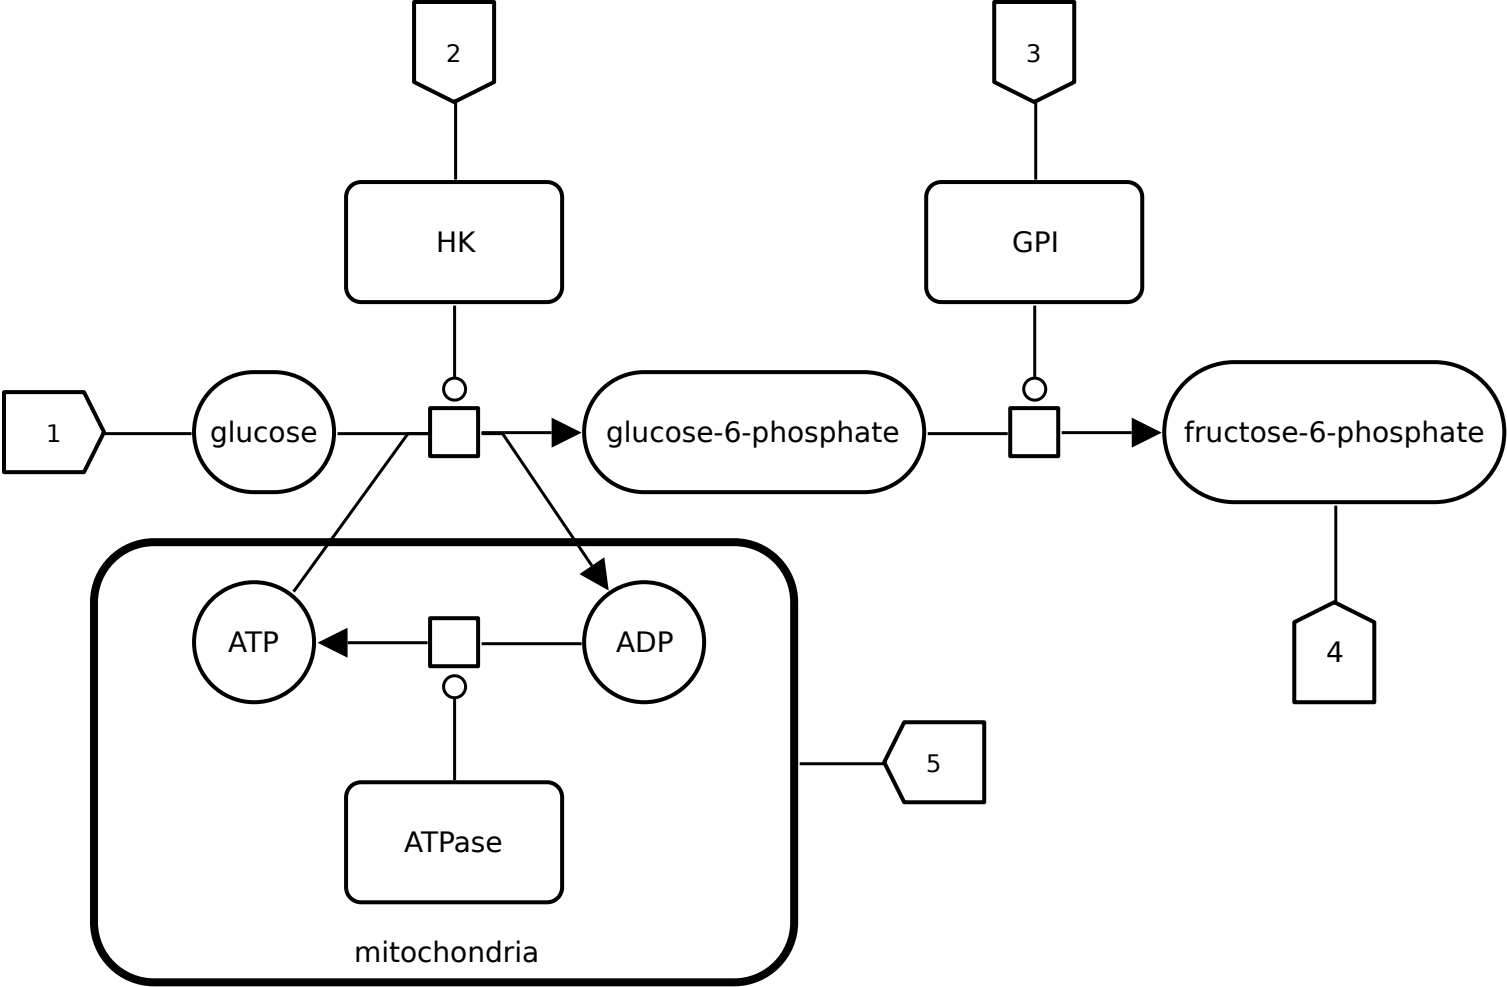 2
3
HK
GPI
1
glucose
glucose-6-phosphate
fructose-6-phosphate
ATP
ADP
4
5
ATPase
mitochondria